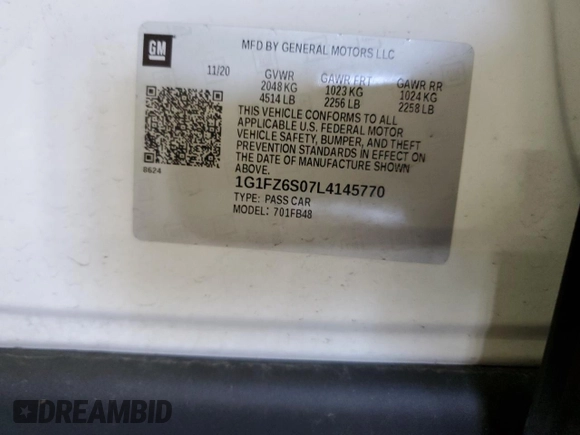 GM
MFD BY GENERAL MOTORS LLC
11/20 GVWR GAWR FRT GAWR RR
2048 KG 1023 KG 1024 KG
4514 LB 2256 LB 2258 LB
THIS VEHICLE CONFORMS TO ALL
APPLICABLE U.S. FEDERAL MOTOR
VEHICLE SAFETY, BUMPER, AND THEFT
PREVENTION STANDARDS IN EFFECT ON
THE DATE OF MANUFACTURE SHOWN
ABOVE.
8624
1G1FZ6S07L4145770
TYPE: PASS CAR
MODEL: 701FB48
DREAMBID